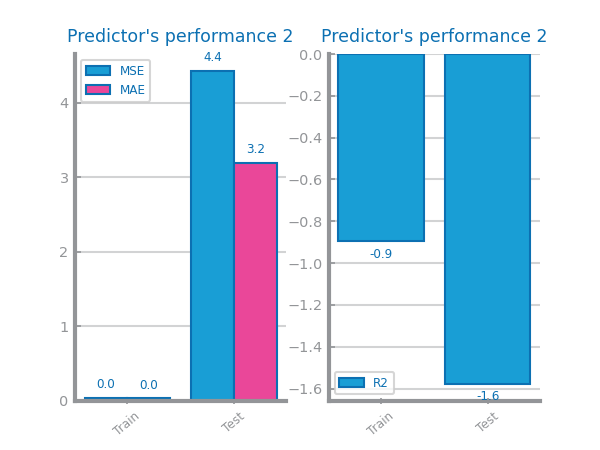 Predictor's performance 2
Predictor's performance 2
4.4
MSE
MAE
3.2
0.0
0.0
4
3
2
1
0
Train
Test
0.0
−0.2
−0.4
−0.6
−0.8
−1.0
−1.2
−1.4
−1.6
-0.9
-1.6
R2
Train
Test